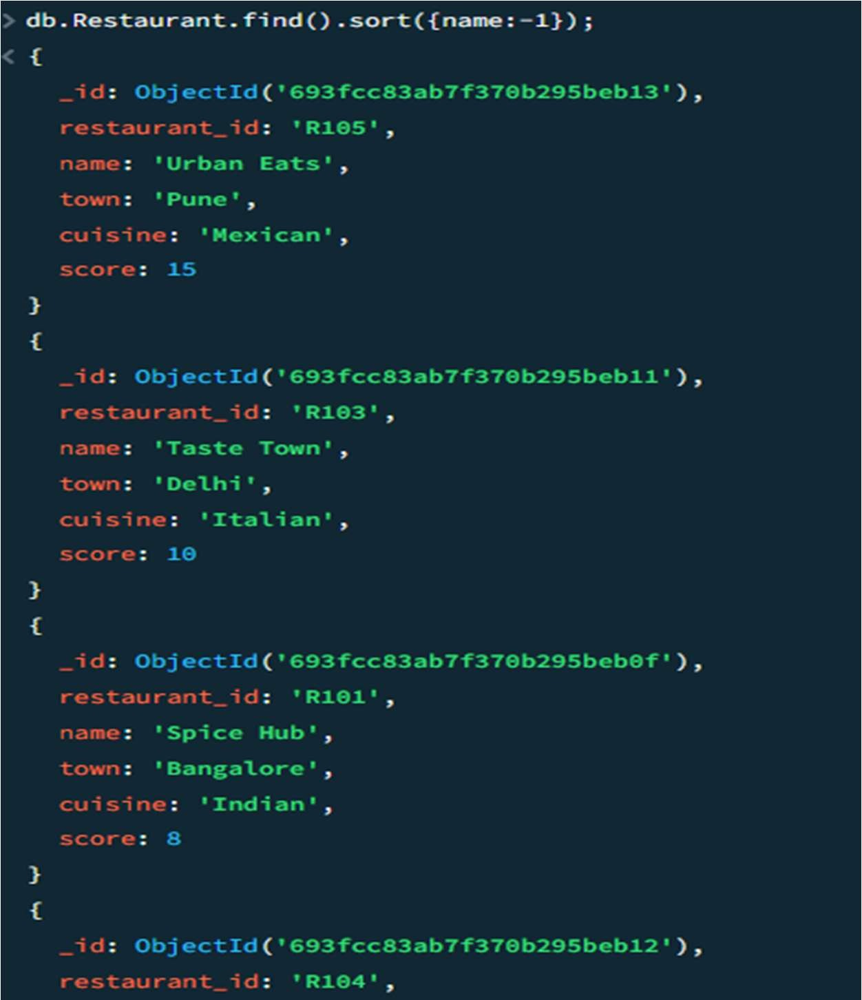 > db.Restaurant.find().sort({name:-1});
< {
_id: ObjectId('693fcc83ab7f370b295beb13'),
restaurant_id: 'R105',
name: 'Urban Eats',
town: 'Pune',
cuisine: 'Mexican',
score: 15
}
{
_id: ObjectId('693fcc83ab7f370b295beb11'),
restaurant_id: 'R103',
name: 'Taste Town',
town: 'Delhi',
cuisine: 'Italian',
score: 10
}
{
_id: ObjectId('693fcc83ab7f370b295beb0f'),
restaurant_id: 'R101',
name: 'Spice Hub',
town: 'Bangalore',
cuisine: 'Indian',
score: 8
}
{
_id: ObjectId('693fcc83ab7f370b295beb12'),
restaurant_id: 'R104',